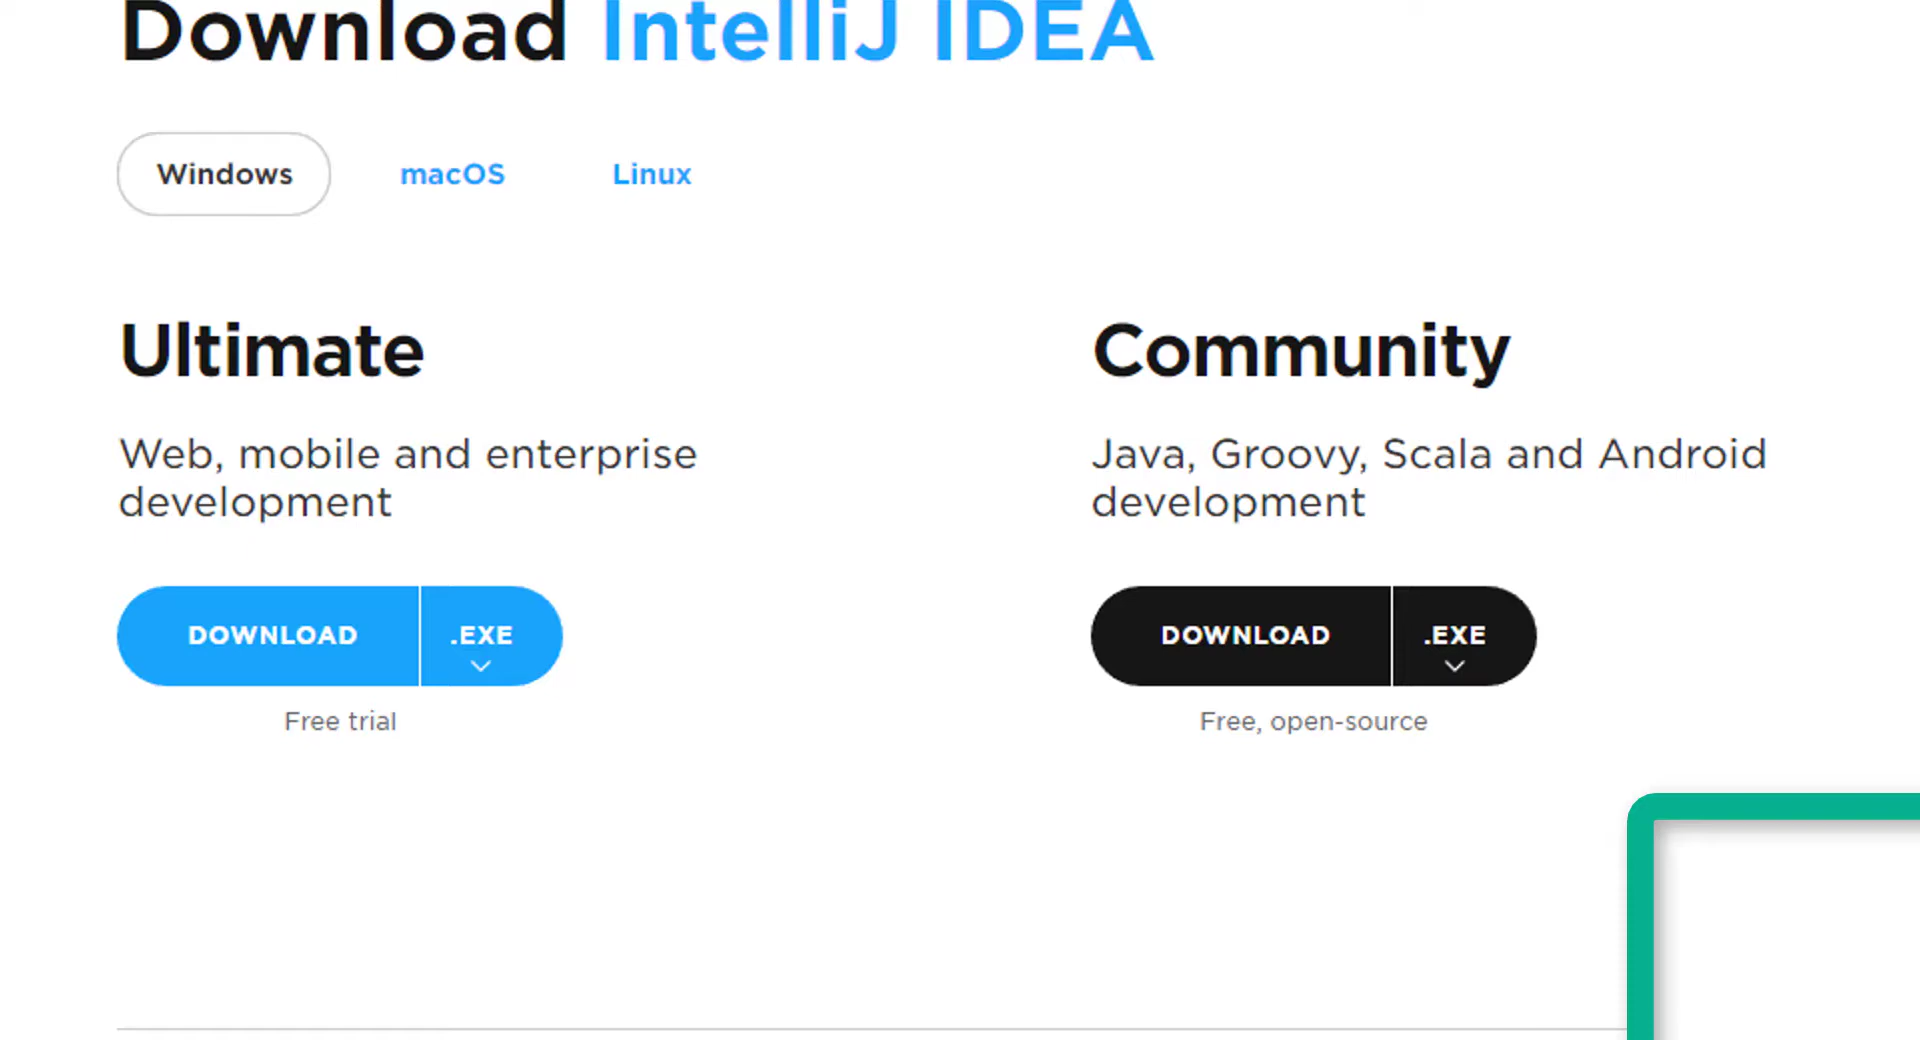 Download IntelliJ IDEA
Windows macOS Linux
Ultimate
Web, mobile and enterprise
development
DOWNLOAD .EXE
Free trial
Community
Java, Groovy, Scala and Android
development
DOWNLOAD .EXE
Free, open-source